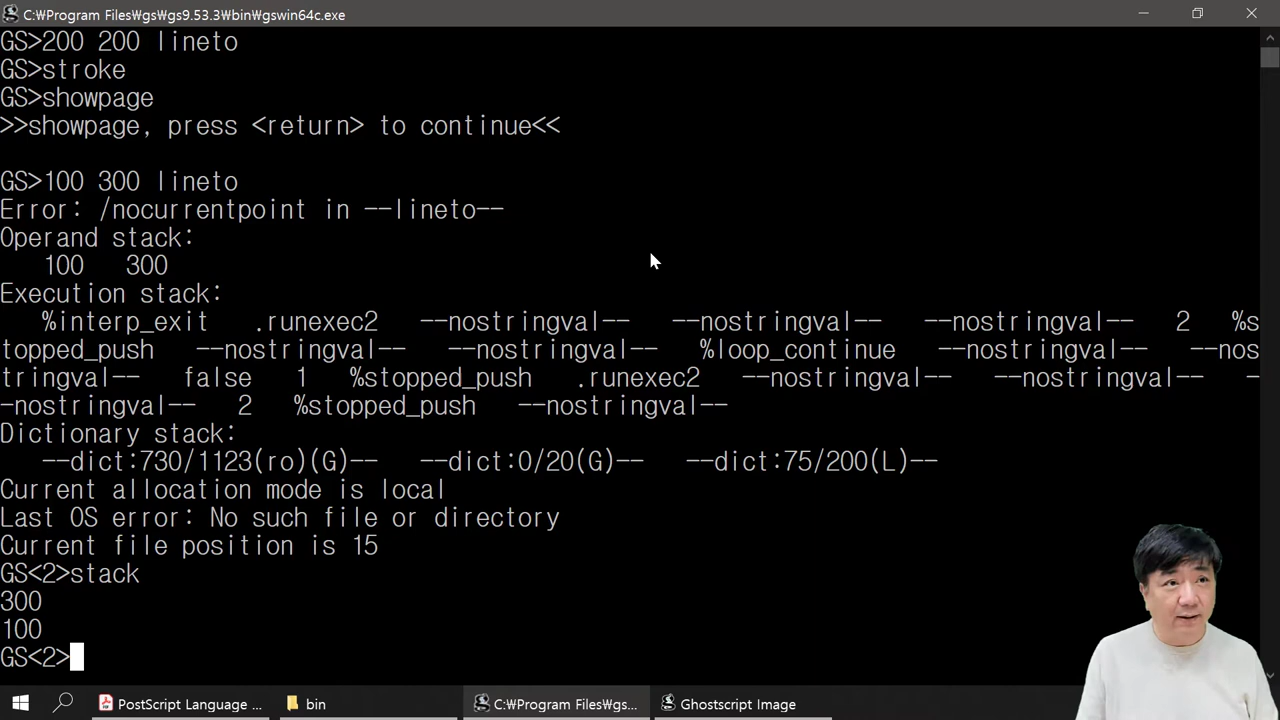 C:₩Program Files₩gs₩gs9.53.3₩bin₩gswin64c.exe
GS>200 200 lineto
GS>stroke
GS>showpage
>>showpage, press <return> to continue<<
GS>100 300 lineto
Error: /nocurrentpoint in --lineto--
Operand stack:
100 300
Execution stack:
%interp_exit .runexec2 --nostringval-- --nostringval-- --nostringval-- 2 %s
topped_push --nostringval-- --nostringval-- %loop_continue --nostringval-- --nos
tringval-- false 1 %stopped_push .runexec2 --nostringval-- --nostringval-- -
-nostringval-- 2 %stopped_push --nostringval--
Dictionary stack:
--dict:730/1123(ro)(G)-- --dict:0/20(G)-- --dict:75/200(L)--
Current allocation mode is local
Last OS error: No such file or directory
Current file position is 15
GS<2>stack
300
100
GS<2>
PostScript Language ... bin C:₩Program Files₩gs... Ghostscript Image